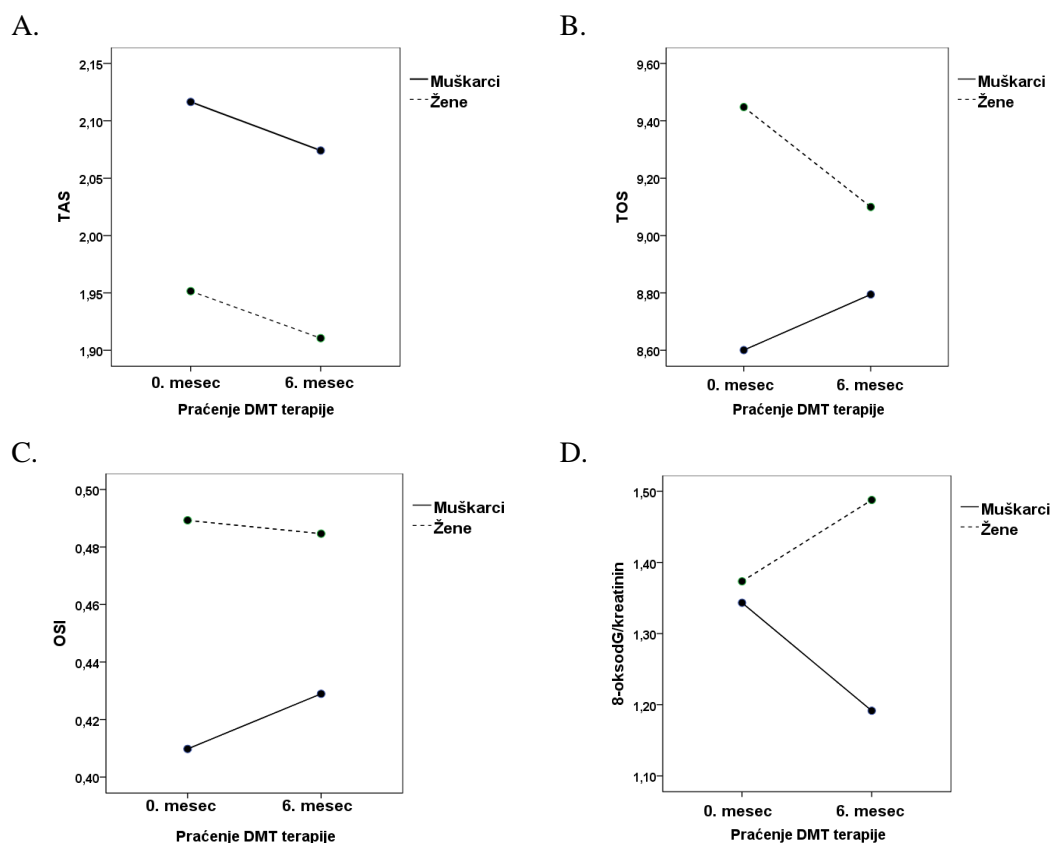 A.
2,15
2,10
2,05
2,00
1,95
1,90
TAS
0. mesec
6. mesec
Praćenje DMT terapije
Muškarci
Žene
B.
9,60
9,40
9,20
9,00
8,80
8,60
TOS
0. mesec
6. mesec
Praćenje DMT terapije
Muškarci
Žene
C.
0,50
0,48
0,46
0,44
0,42
0,40
OSI
0. mesec
6. mesec
Praćenje DMT terapije
Muškarci
Žene
D.
1,50
1,40
1,30
1,20
1,10
8-oksodG/kreatinin
0. mesec
6. mesec
Praćenje DMT terapije
Muškarci
Žene